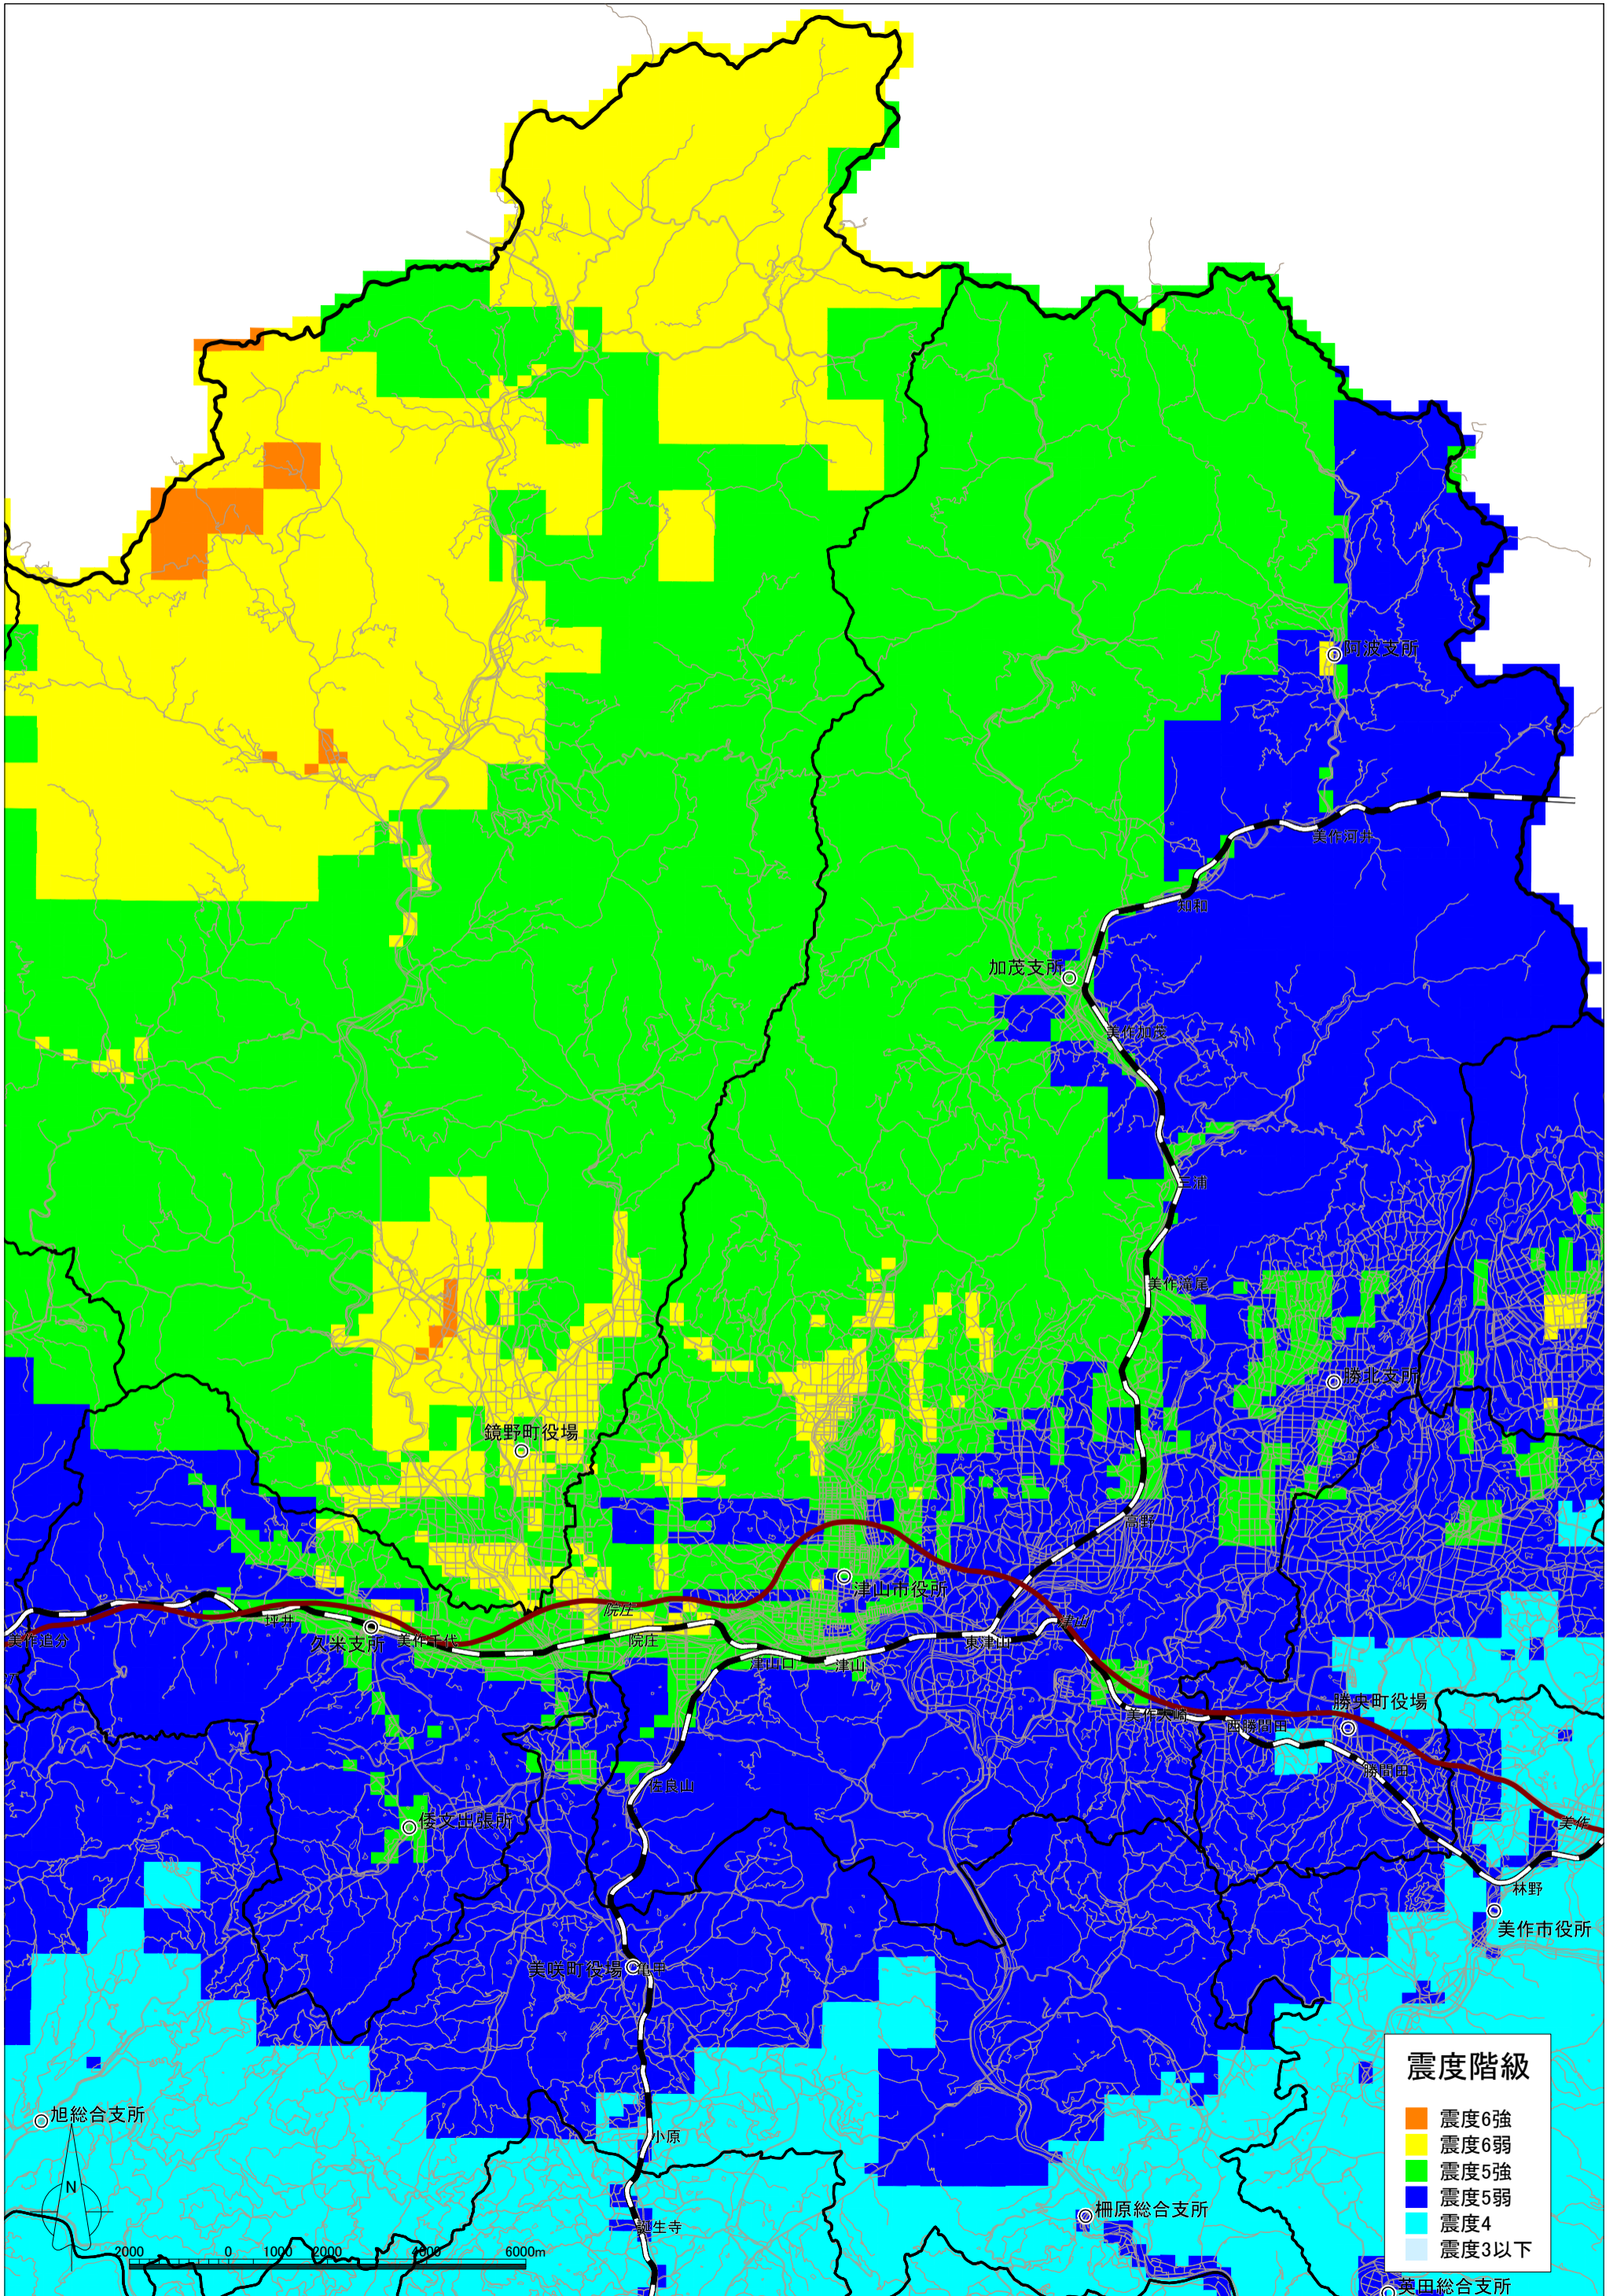 阿波支所
美作河井
知和
加茂支所
美作加茂
三浦
美作滝尾
勝北支所
鏡野町役場
高野
津山市役所
院庄
坪井
久米支所
美作千代
院庄
美作追分
津山口
津山
東津山
津山
美作大崎
西勝間田
勝央町役場
勝間田
佐良山
倭文出張所
美作
林野
美作市役所
美咲町役場
亀甲
旭総合支所
小原
柵原総合支所
誕生寺
英田総合支所
N
2000 0 1000 2000 4000 6000m
震度階級
震度6強
震度6弱
震度5強
震度5弱
震度4
震度3以下